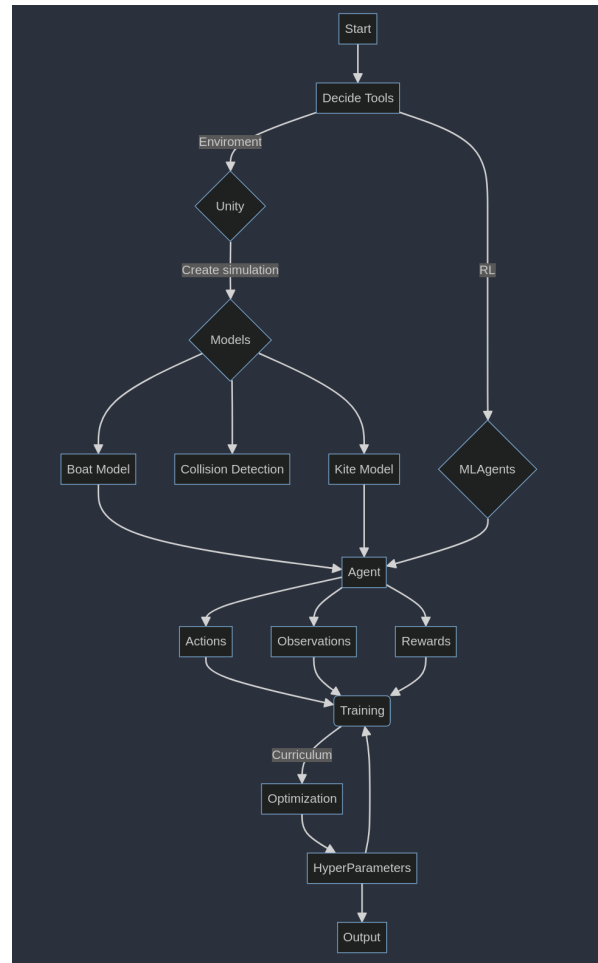 Start
Decide Tools
Enviroment
Unity
Create simulation
RL
Models
Boat Model
Collision Detection
Kite Model
MLAgents
Agent
Actions
Observations
Rewards
Training
Curriculum
Optimization
HyperParameters
Output